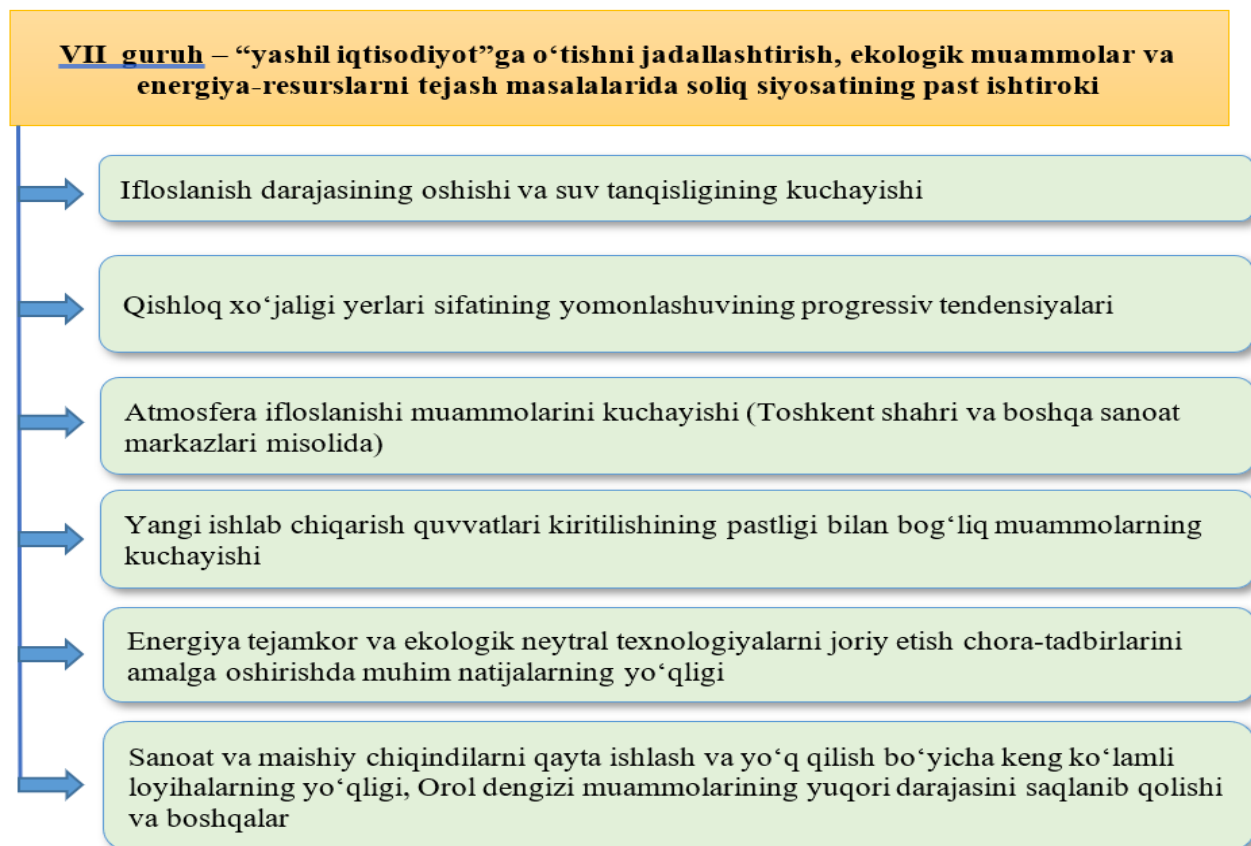 VII guruh – “yashil iqtisodiyot”ga o‘tishni jadallashtirish, ekologik muammolar va
energiya-resurslarni tejash masalalarida soliq siyosatining past ishtiroki
Ifloslanish darajasining oshishi va suv tanqisligining kuchayishi
Qishloq xo‘jaligi yerlari sifatining yomonlashuvining progressiv tendensiyalari
Atmosfera ifloslanishi muammolarini kuchayishi (Toshkent shahri va boshqa sanoat
markazlari misolida)
Yangi ishlab chiqarish quvvatlari kiritilishining pastligi bilan bog‘liq muammolarning
kuchayishi
Energiya tejamkor va ekologik neytral texnologiyalarni joriy etish chora-tadbirlarini
amalga oshirishda muhim natijalarning yo‘qligi
Sanoat va maishiy chiqindilarni qayta ishlash va yo‘q qilish bo‘yicha keng ko‘lamli
loyihalarning yo‘qligi, Orol dengizi muammolarining yuqori darajasini saqlanib qolishi
va boshqalar